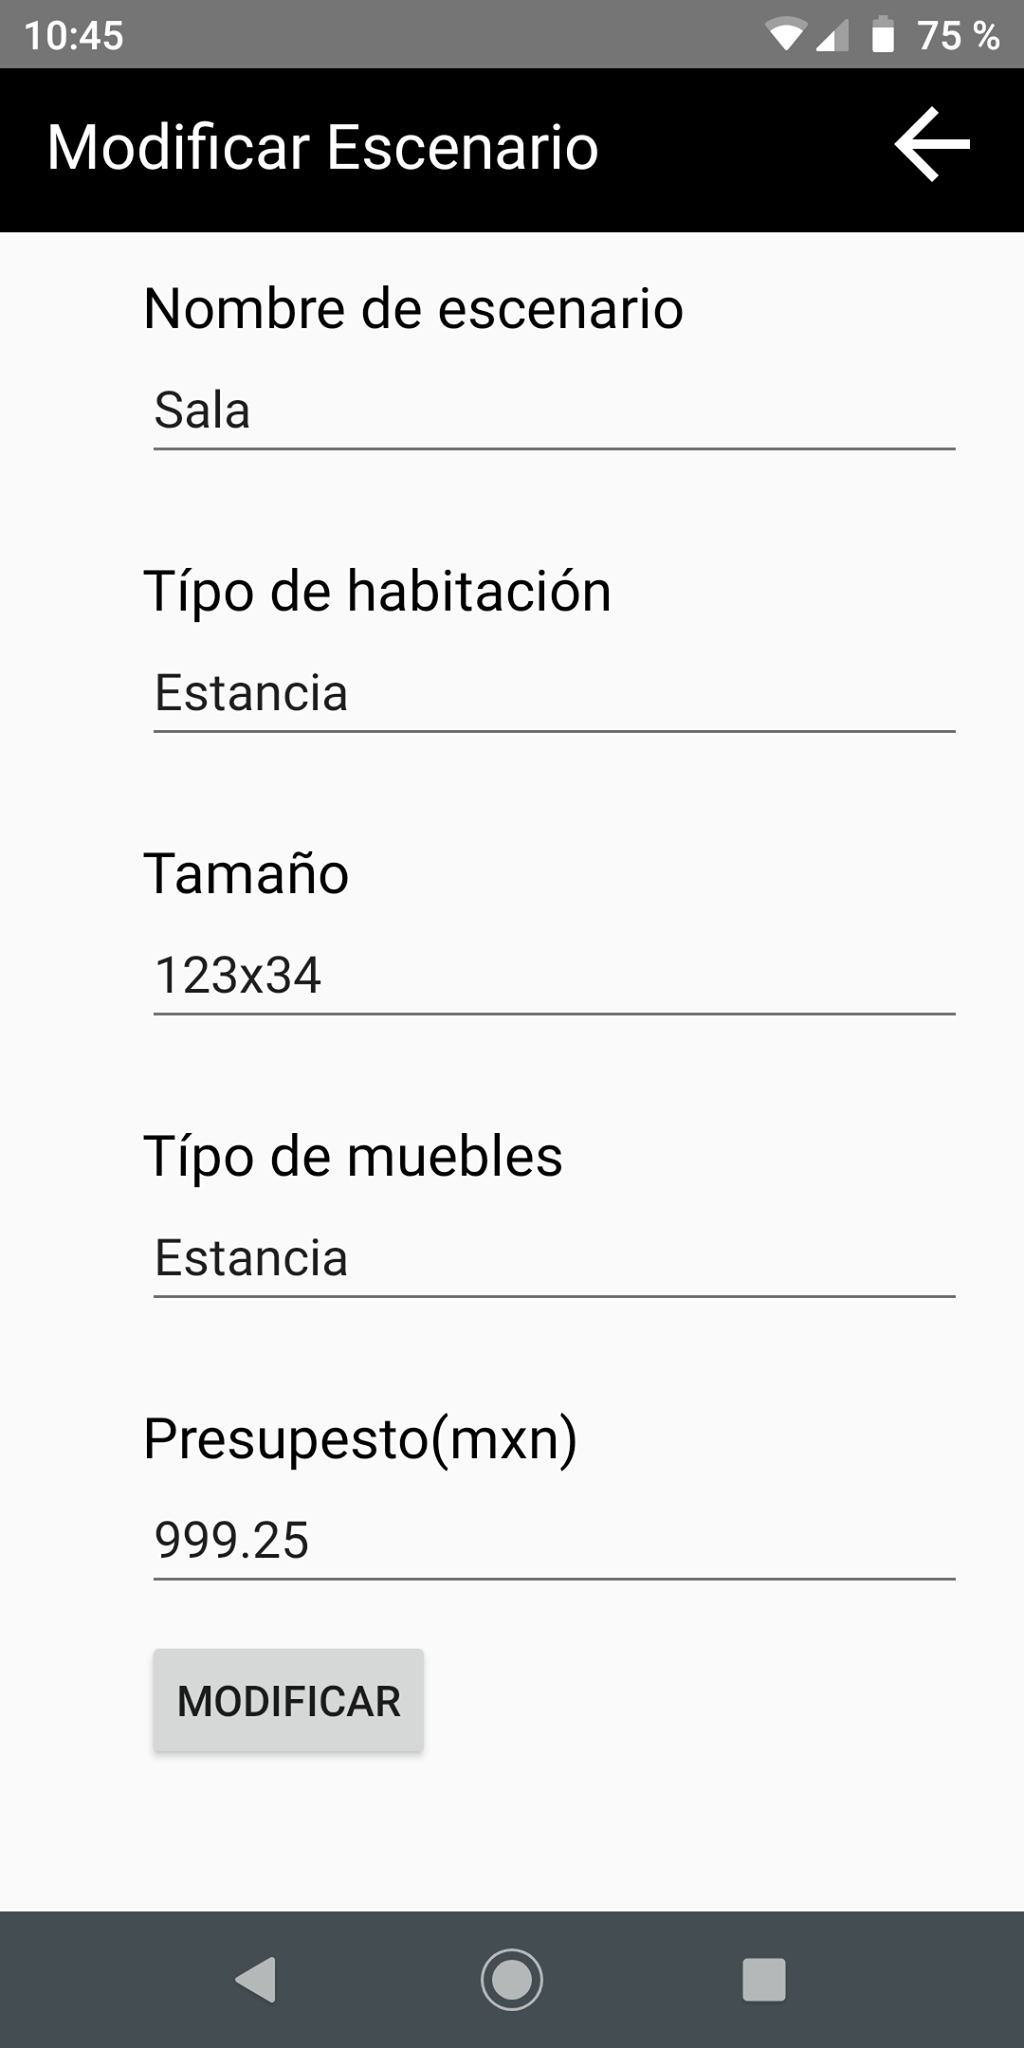 10:45
75 %
Modificar Escenario
Nombre de escenario
Sala
Típo de habitación
Estancia
Tamaño
123x34
Típo de muebles
Estancia
Presupesto(mxn)
999.25
MODIFICAR